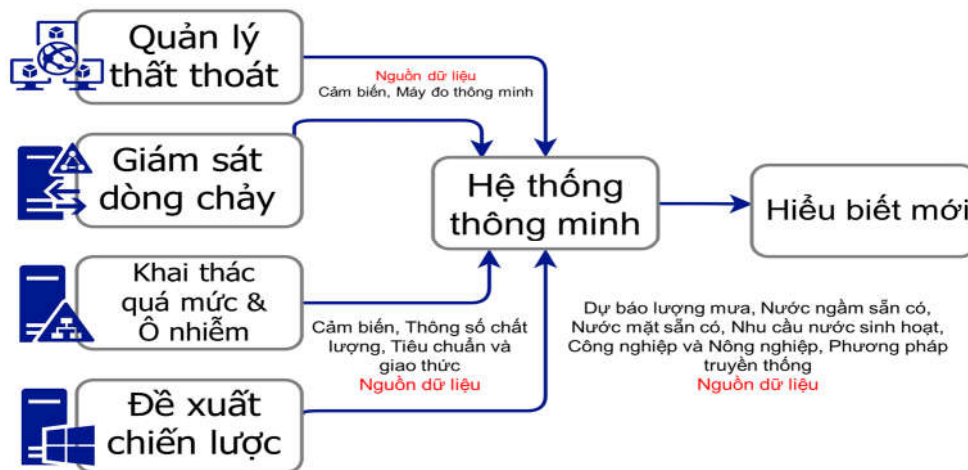 Quản lý
thất thoát
Nguồn dữ liệu
Cảm biến, Máy đo thông minh
Giám sát
dòng chảy
Hệ thống
thông minh
Hiểu biết mới
Khai thác
quá mức &
Ô nhiễm
Cảm biến, Thông số chất
lượng, Tiêu chuẩn và
giao thức
Nguồn dữ liệu
Dự báo lượng mưa, Nước ngầm sẵn có,
Nước mặt sẵn có, Nhu cầu nước sinh hoạt,
Công nghiệp và Nông nghiệp, Phương pháp
truyền thống
Nguồn dữ liệu
Đề xuất
chiến lược